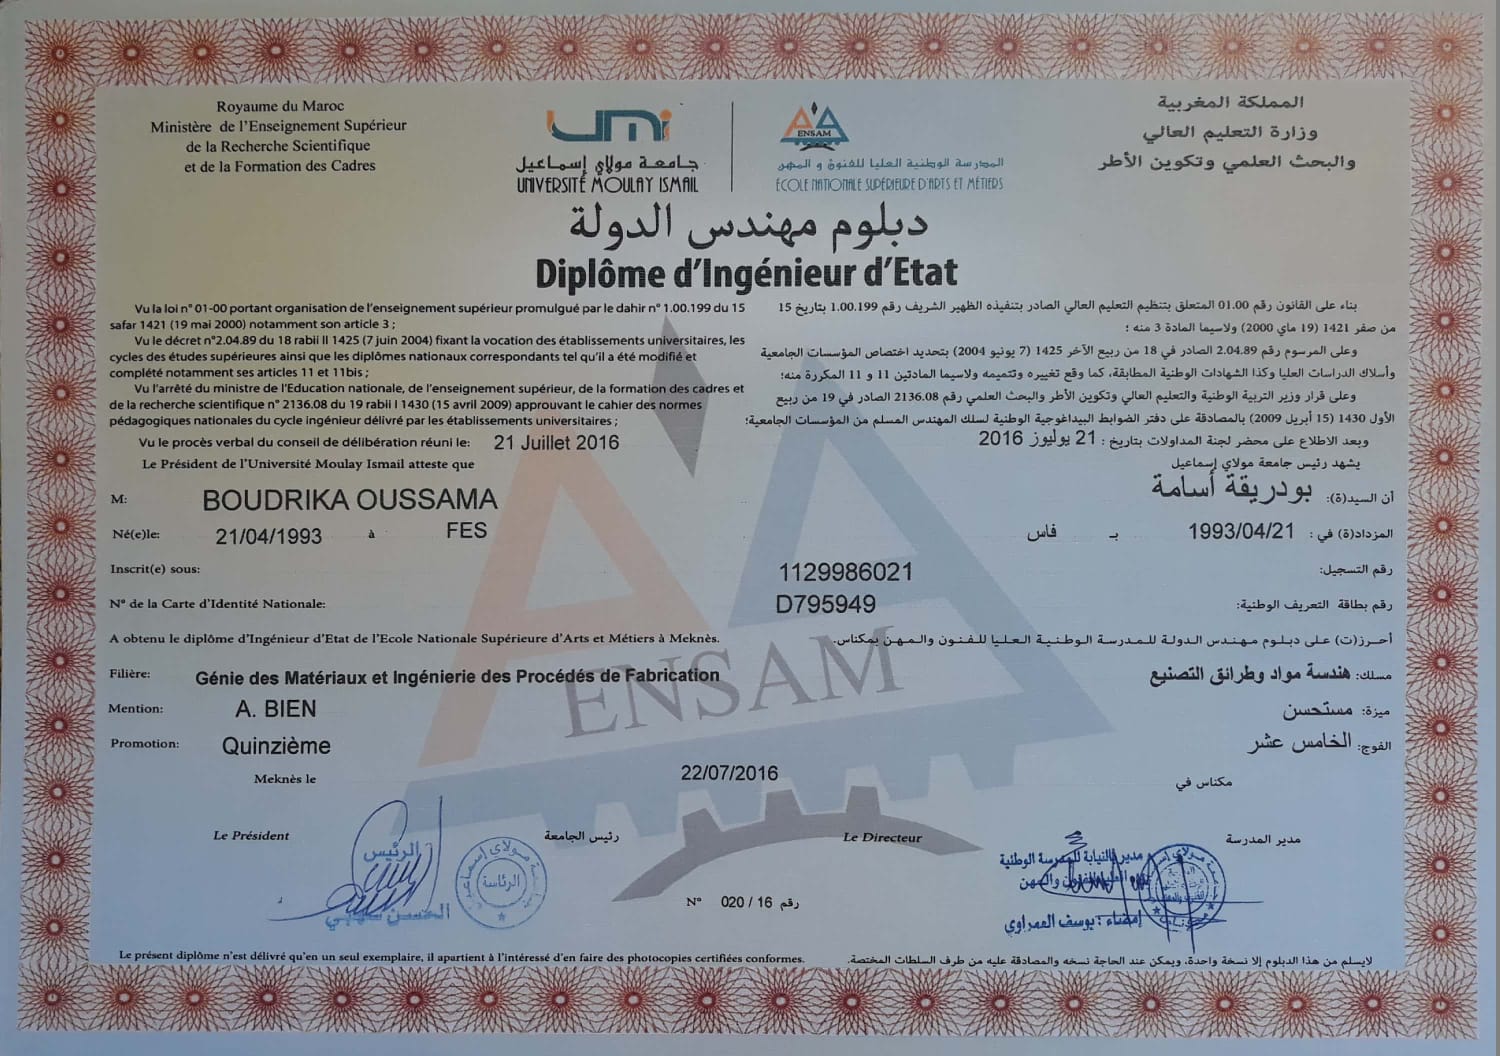 Royaume du Maroc
Ministère de l'Enseignement Supérieur
de la Recherche Scientifique
et de la Formation des Cadres
umi
جامعة مولاي إسماعيل
UNIVERSITÉ MOULAY ISMAIL
ENSAM
المدرسة الوطنية العليا للفنون و المهن
ÉCOLE NATIONALE SUPÉRIEURE D'ARTS ET MÉTIERS
المملكة المغربية
وزارة التعليم العالي
والبحث العلمي وتكوين الأطر
دبلوم مهندس الدولة
Diplôme d'Ingénieur d'Etat
Vu la loi n° 01-00 portant organisation de l'enseignement supérieur promulgué par le dahir n° 1.00.199 du 15
safar 1421 (19 mai 2000) notamment son article 3 ;
Vu le décret n°2.04.89 du 18 rabii II 1425 (7 juin 2004) fixant la vocation des établissements universitaires, les
cycles des études supérieures ainsi que les diplômes nationaux correspondants tel qu'il a été modifié et
complété notamment ses articles 11 et 11bis ;
Vu l'arrêté du ministre de l'Education nationale, de l'enseignement supérieur, de la formation des cadres et
de la recherche scientifique n° 2136.08 du 19 rabii I 1430 (15 avril 2009) approuvant le cahier des normes
pédagogiques nationales du cycle ingénieur délivré par les établissements universitaires ;
Vu le procès verbal du conseil de délibération réuni le: 21 Juillet 2016
Le Président de l'Université Moulay Ismail atteste que
بناء على القانون رقم 01.00 المتعلق بتنظيم التعليم العالي الصادر بتنفيذه الظهير الشريف رقم 1.00.199 بتاريخ 15
من صفر 1421 (19 ماي 2000) ولاسيما المادة 3 منه ؛
وعلى المرسوم رقم 2.04.89 الصادر في 18 من ربيع الآخر 1425 (7 يونيو 2004) بتحديد اختصاص المؤسسات الجامعية
وأسلاك الدراسات العليا وكذا الشهادات الوطنية المطابقة، كما وقع تغييره وتتميمه ولاسيما المادتين 11 و 11 المكررة منه؛
وعلى قرار وزير التربية الوطنية والتعليم العالي وتكوين الأطر والبحث العلمي رقم 2136.08 الصادر في 19 من ربيع
الأول 1430 (15 أبريل 2009) بالمصادقة على دفتر الضوابط البيداغوجية الوطنية لسلك المهندس المسلم من المؤسسات الجامعية؛
وبعد الاطلاع على محضر لجنة المداولات بتاريخ : 21 يوليوز 2016
يشهد رئيس جامعة مولاي إسماعيل
M: BOUDRIKA OUSSAMA
أن السيد(ة): بودريقة أسامة
Né(e)le: 21/04/1993 à FES
المزداد(ة) في : 1993/04/21 بـ فاس
Inscrit(e) sous: 1129986021 رقم التسجيل:
N° de la Carte d'Identité Nationale: D795949 رقم بطاقة التعريف الوطنية:
A obtenu le diplôme d'Ingénieur d'Etat de l'Ecole Nationale Supérieure d'Arts et Métiers à Meknès.
أحـرز(ت) على دبلوم مهندس الدولة للمدرسة الوطنية العليا للفنون والمهن بمكناس.
Filière: Génie des Matériaux et Ingénierie des Procédés de Fabrication
مسلك: هندسة مواد وطرائق التصنيع
ENSAM
Mention: A. BIEN
ميزة: مستحسن
Promotion: Quinzième
الفوج: الخامس عشر
Meknès le 22/07/2016 مكناس في
Le Président رئيس الجامعة
Le Directeur مدير المدرسة
الرئيس
الرئاسة
مدير بالنيابة للمدرسة الوطنية
العليا للفنون والمهن
إمضاء : يوسف العمراوي
N° 020 / 16 رقم
Le présent diplôme n'est délivré qu'en un seul exemplaire, il apartient à l'intéressé d'en faire des photocopies certifiées conformes.
لايسلم من هذا الدبلوم إلا نسخة واحدة، ويمكن عند الحاجة نسخه والمصادقة عليه من طرف السلطات المختصة.